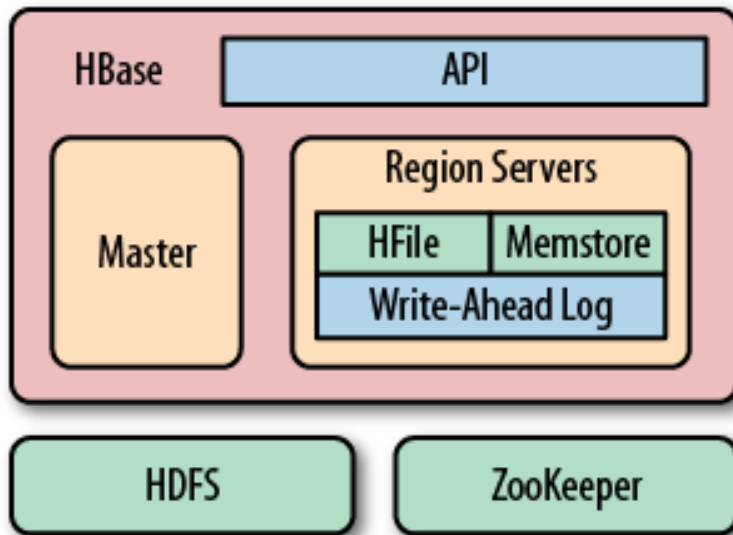 HBase
API
Master
Region Servers
HFile
Memstore
Write-Ahead Log
HDFS
ZooKeeper